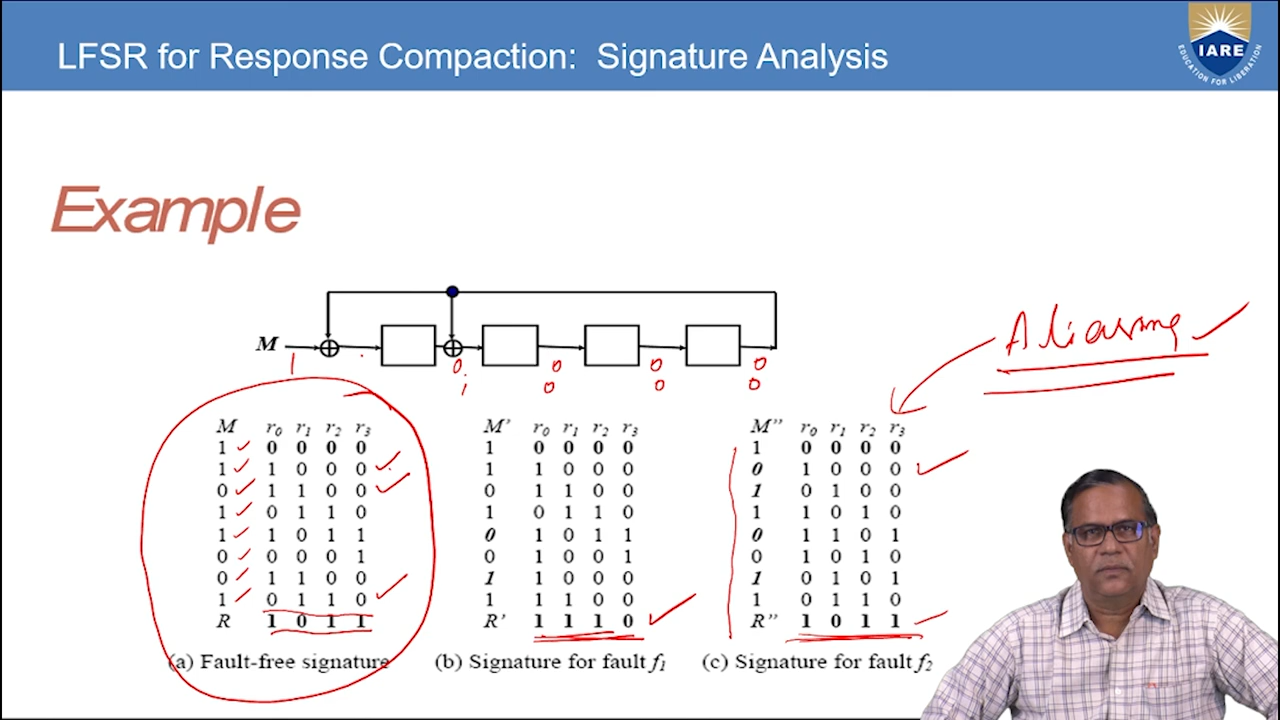 LFSR for Response Compaction: Signature Analysis
IARE
EDUCATION FOR LIBERATION
Example
M
1 0 0 0 0
1 0 0 0
Aliasing
M r0 r1 r2 r3
1 0 0 0 0
1 1 0 0 0
0 1 1 0 0
1 0 1 1 0
1 1 0 1 1
0 0 0 0 1
0 1 1 0 0
1 0 1 1 0
R 1 0 1 1
(a) Fault-free signature
M' r0 r1 r2 r3
1 0 0 0 0
1 1 0 0 0
0 1 1 0 0
1 0 1 1 0
0 1 0 1 1
0 1 0 0 1
1 1 0 0 0
1 1 1 0 0
R' 1 1 1 0
(b) Signature for fault f1
M'' r0 r1 r2 r3
1 0 0 0 0
0 1 0 0 0
1 0 1 0 0
1 1 0 1 0
0 1 1 0 1
0 1 0 1 0
1 0 1 0 1
1 0 1 1 0
R'' 1 0 1 1
(c) Signature for fault f2